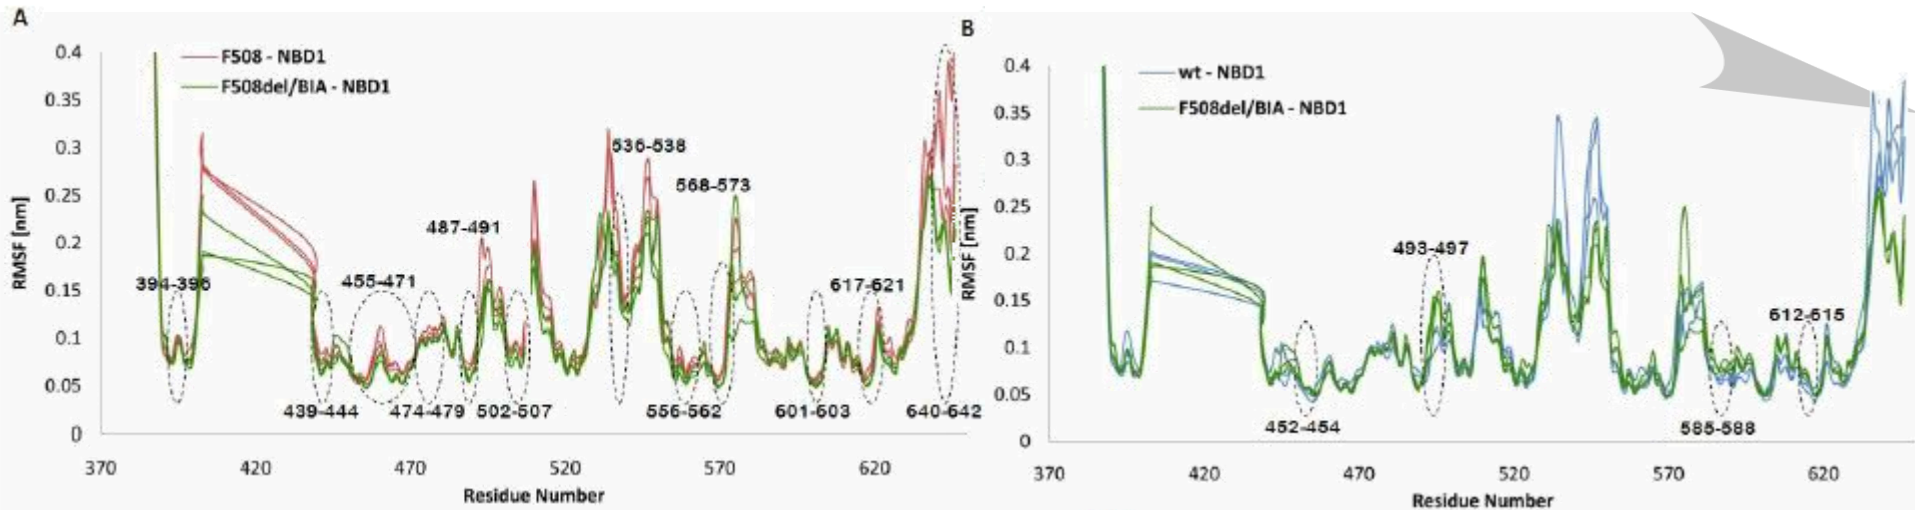 A
0.4
0.35
0.3
0.25
0.2
0.15
0.1
0.05
0
RMSF [nm]
F508 - NBD1
F508del/BIA - NBD1
394-396
439-444
455-471
474-479
487-491
502-507
536-538
556-562
568-573
601-603
617-621
640-642
370 420 470 520 570 620
Residue Number
B
0.4
0.35
0.3
0.25
0.2
0.15
0.1
0.05
0
RMSF [nm]
wt - NBD1
F508del/BIA - NBD1
452-454
493-497
585-588
612-615
370 420 470 520 570 620
Residue Number